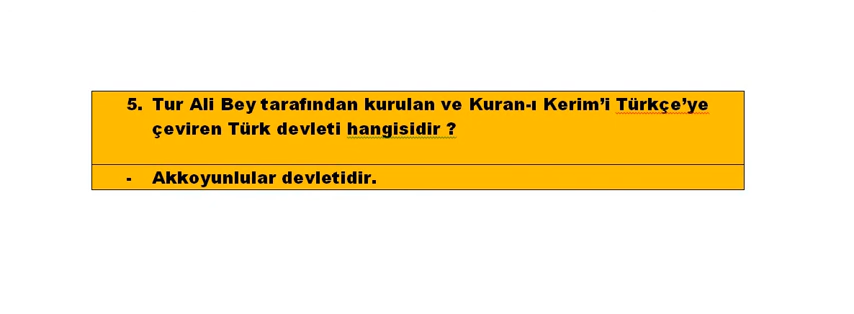 5. Tur Ali Bey tarafından kurulan ve Kuran-ı Kerim’i Türkçe’ye
çeviren Türk devleti hangisidir ?
- Akkoyunlular devletidir.